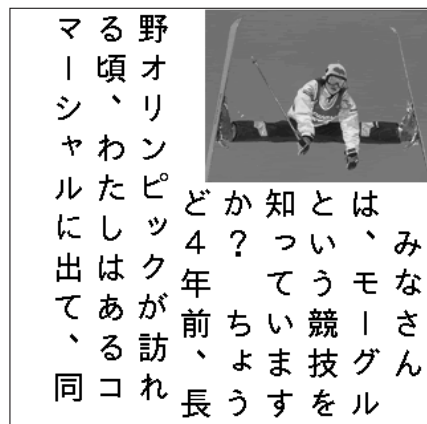 みなさん
は、モーグル
という競技を
知っています
か？　ちょう
ど４年前、長
野オリンピックが訪れ
る頃、わたしはあるコ
マーシャルに出て、同